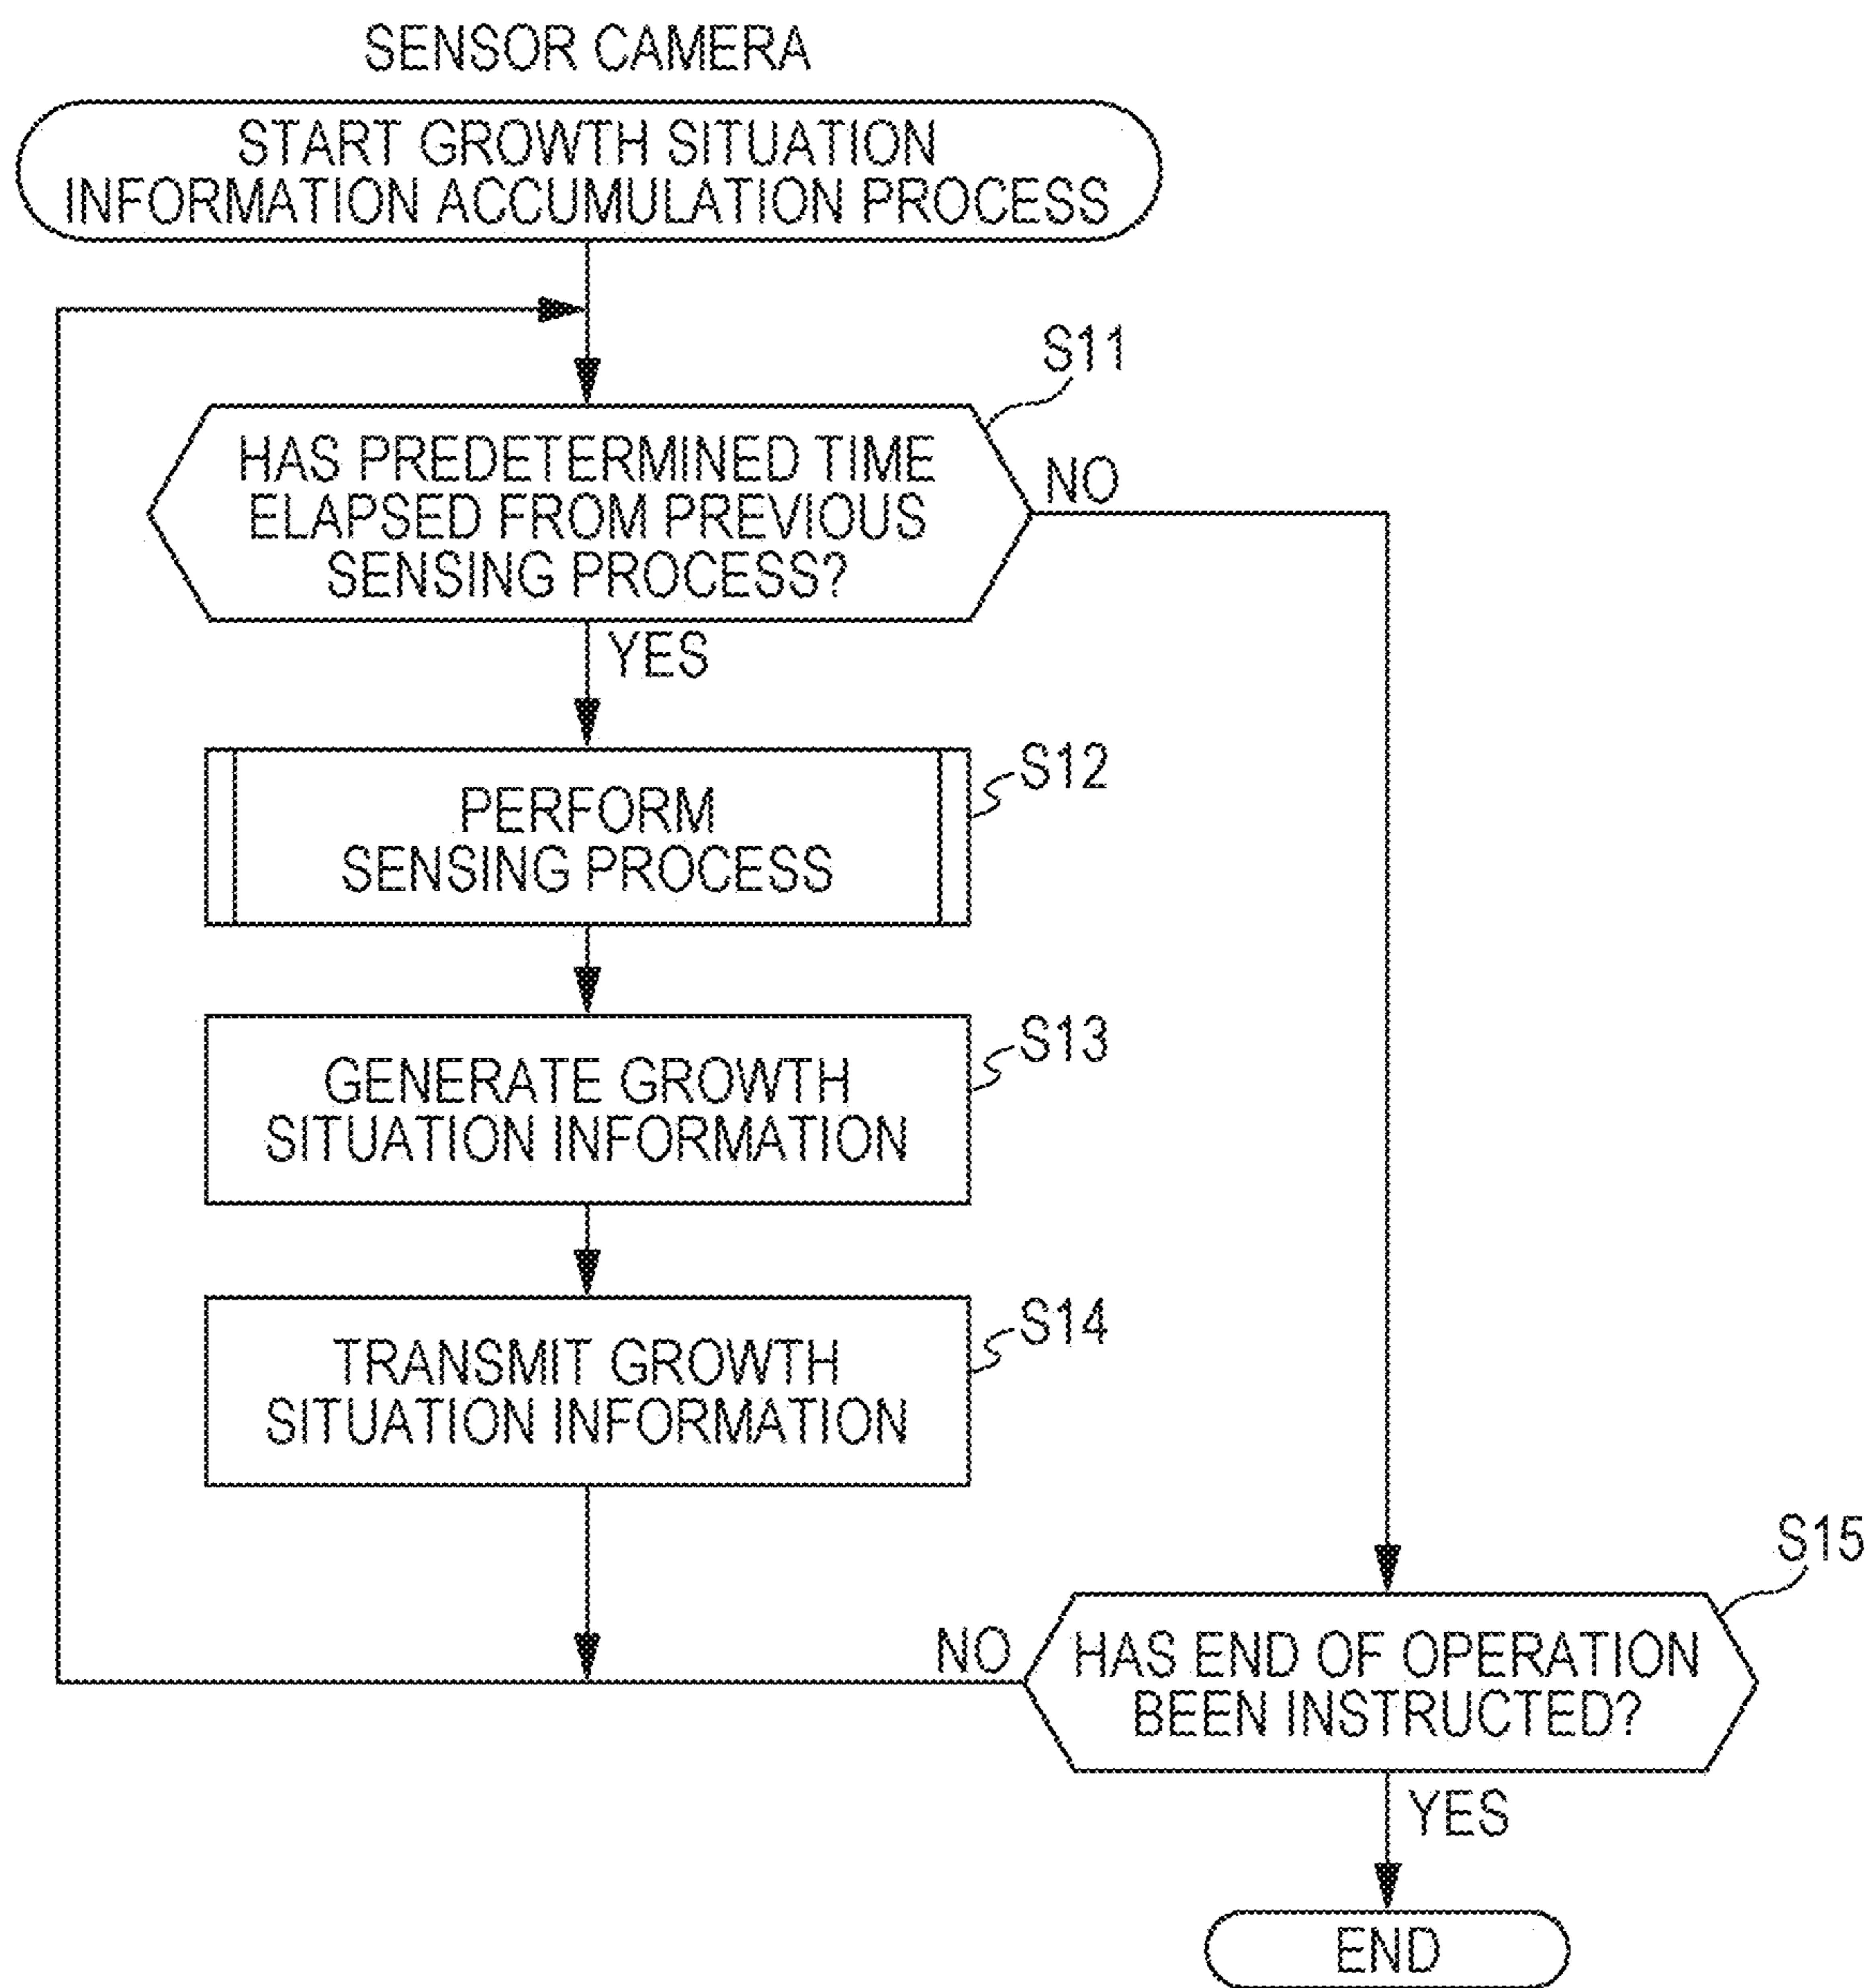 SENSOR CAMERA
START GROWTH SITUATION
INFORMATION ACCUMULATION PROCESS
S11
HAS PREDETERMINED TIME
ELAPSED FROM PREVIOUS
SENSING PROCESS?
NO
YES
S12
PERFORM
SENSING PROCESS
S13
GENERATE GROWTH
SITUATION INFORMATION
S14
TRANSMIT GROWTH
SITUATION INFORMATION
S15
NO
HAS END OF OPERATION
BEEN INSTRUCTED?
YES
END